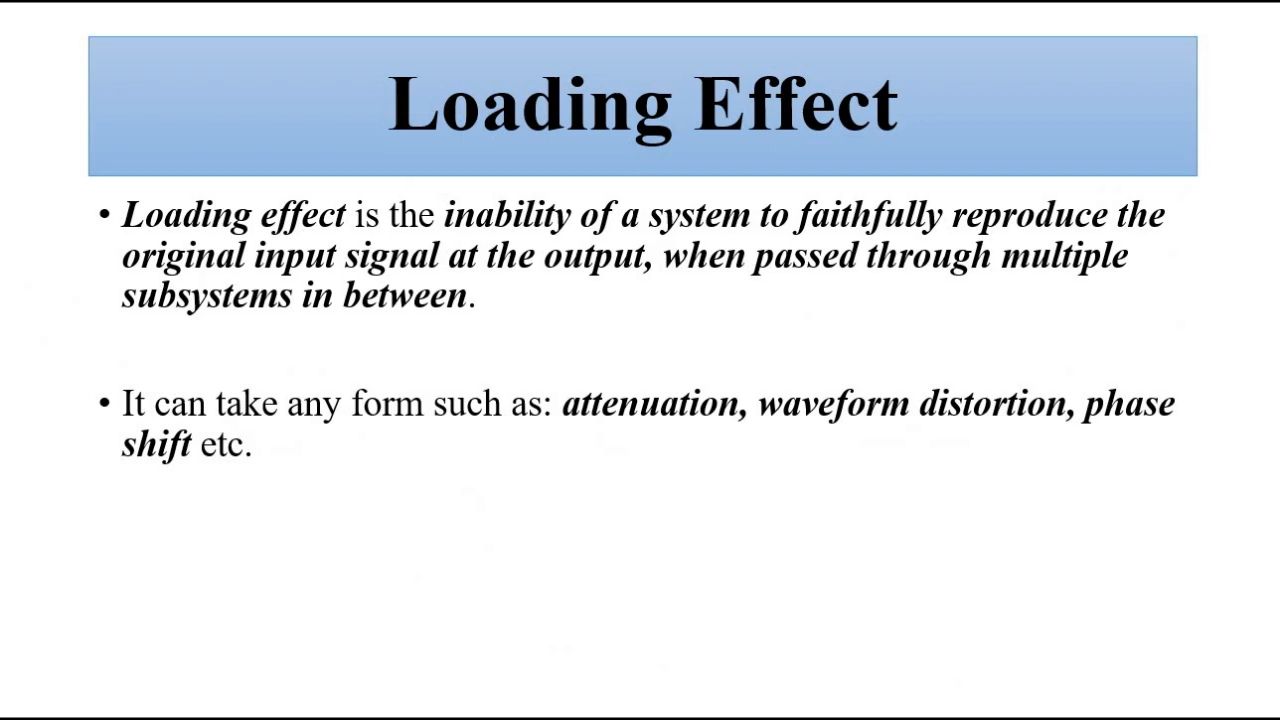 Loading Effect
• Loading effect is the inability of a system to faithfully reproduce the
original input signal at the output, when passed through multiple
subsystems in between.
• It can take any form such as: attenuation, waveform distortion, phase
shift etc.